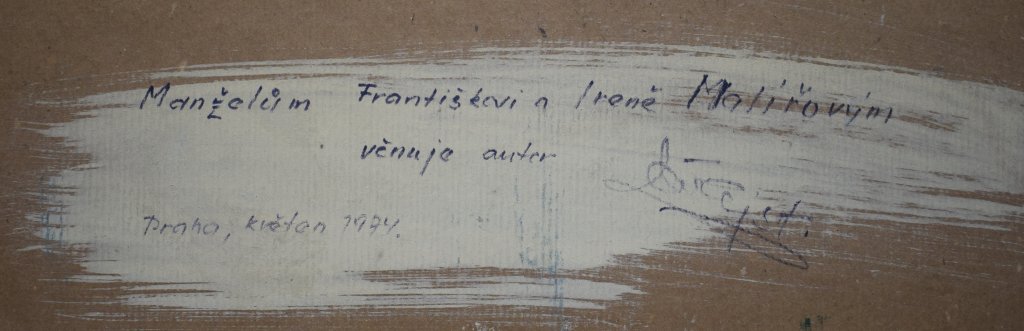 Manželům Františkovi a Ireně Malířovým
věnuje autor
Praha, květen 1994.